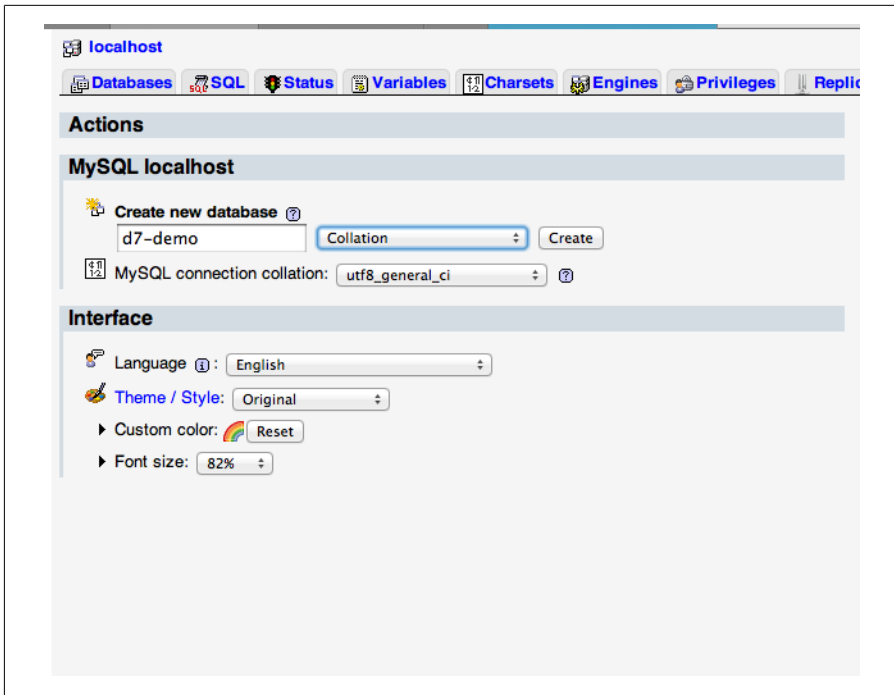 localhost
Databases SQL Status Variables Charsets Engines Privileges
Actions
MySQL localhost
Create new database
d7-demo Collation Create
MySQL connection collation: utf8_general_ci
Interface
Language : English
Theme / Style: Original
Custom color: Reset
Font size: 82%